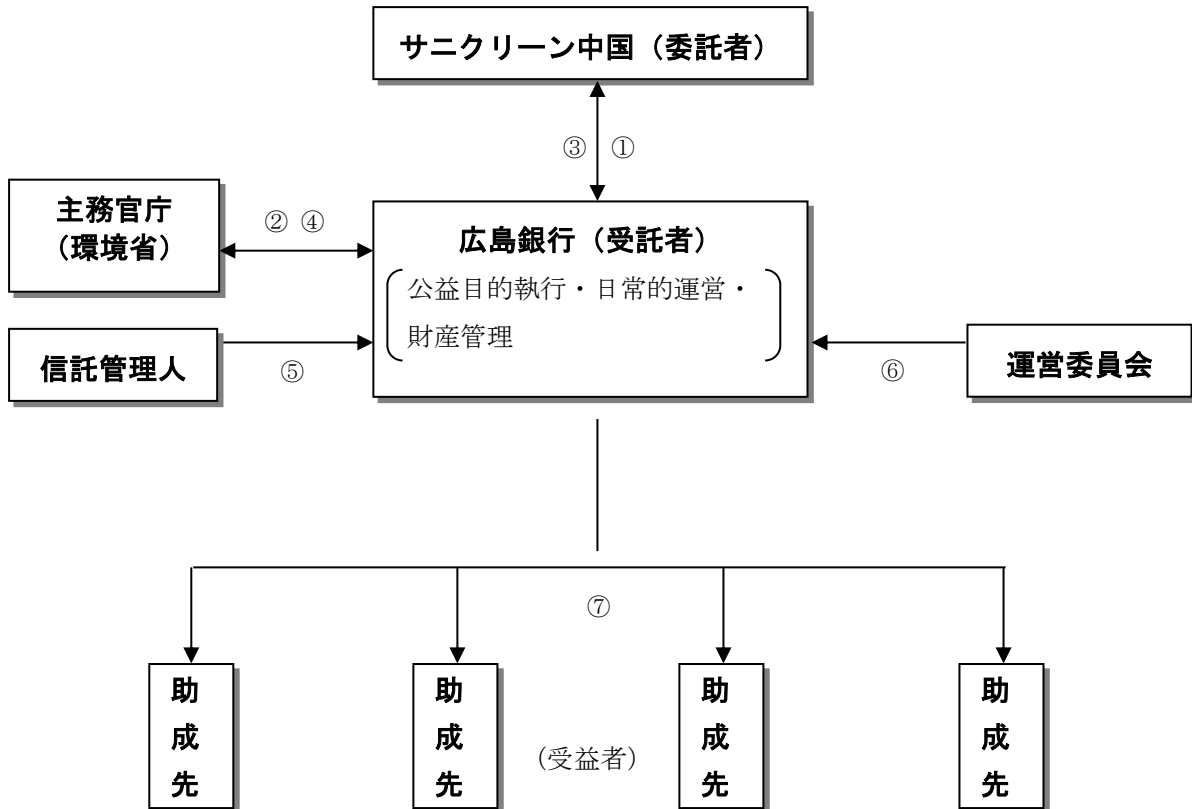 サニクリーン中国（委託者）
③ ①
主務官庁
（環境省）
② ④
広島銀行（受託者）
公益目的執行・日常的運営・
財産管理
信託管理人
⑤
⑥
運営委員会
⑦
助成先
助成先
(受益者)
助成先
助成先